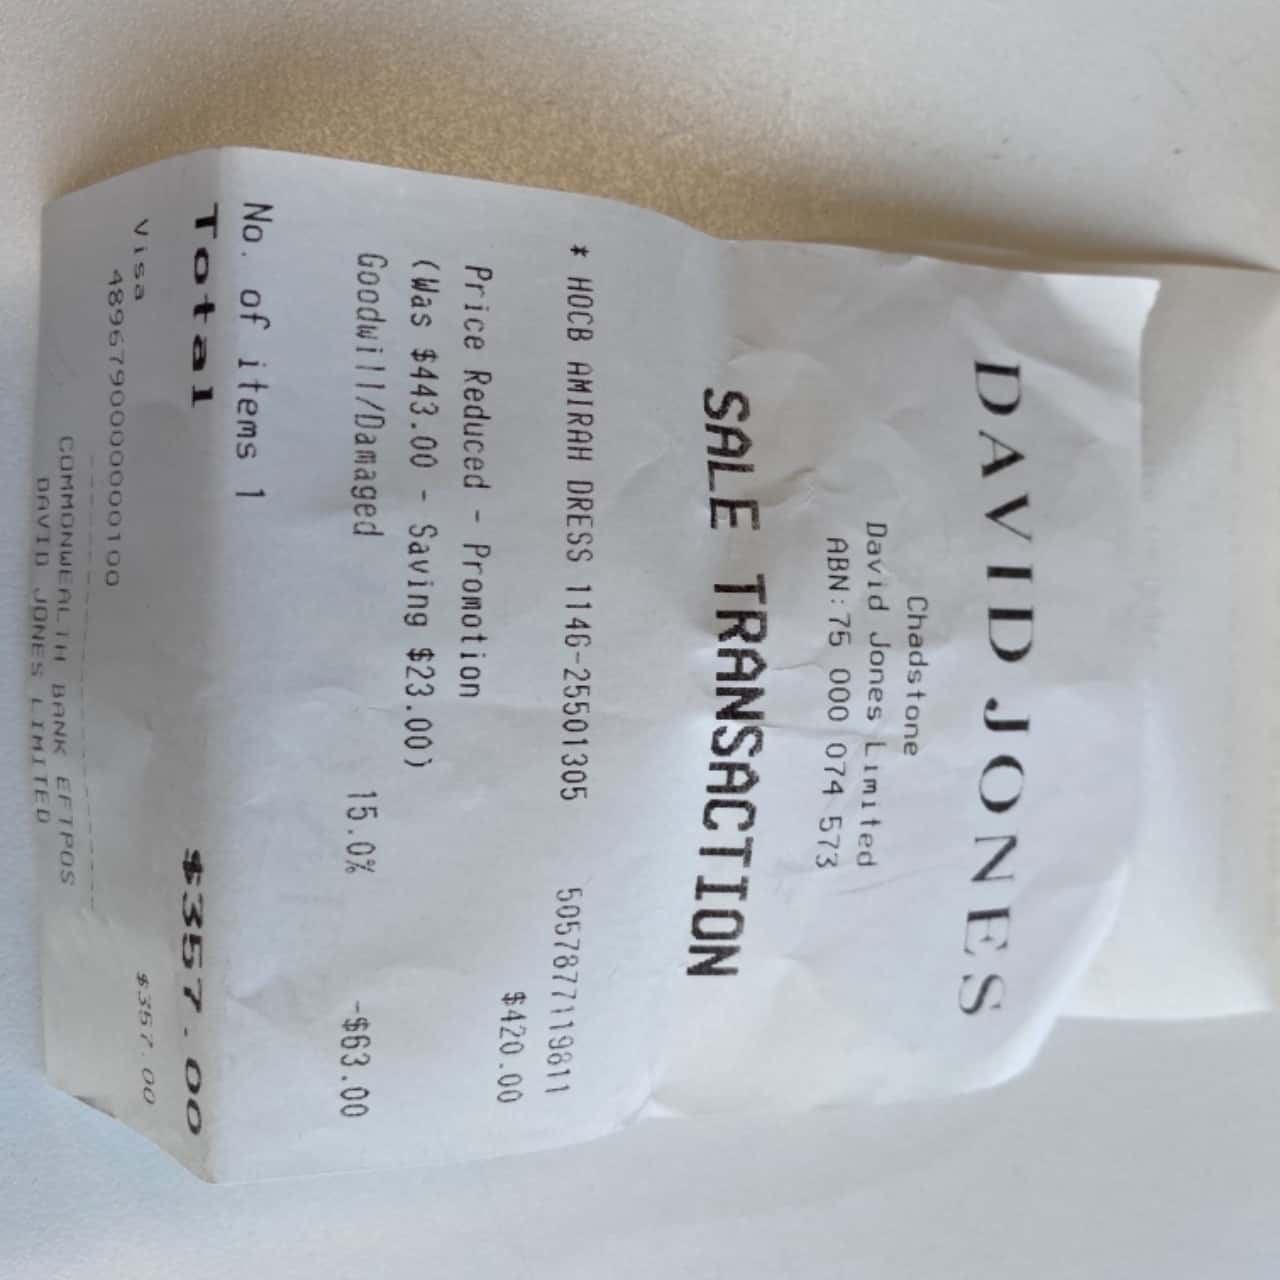 DAVID JONES
Chadstone
David Jones Limited
ABN:75 000 074 573
SALE TRANSACTION
* HOCB AMIRAH DRESS 1146-25501305 5057877119811
$420.00
Price Reduced - Promotion
(Was $443.00 - Saving $23.00)
Goodwill/Damaged 15.0% -$63.00
No. of items 1
Total $357.00
Visa $357.00
4896790000000100
COMMONWEALTH BANK EFTPOS
DAVID JONES LIMITED